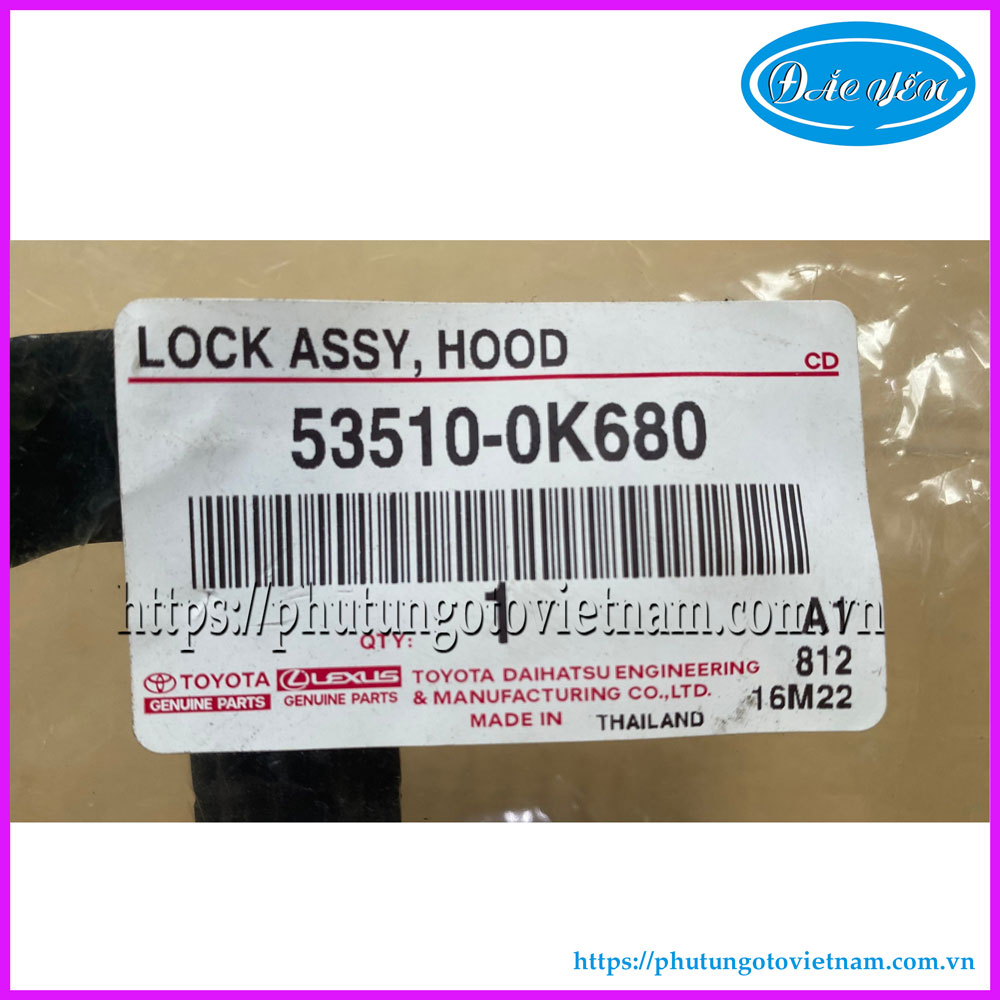 ĐẮC YẾN
LOCK ASSY, HOOD
CD
53510-0K680
https://phutungotovietnam.com.vn
QTY: 1
A1
TOYOTA
GENUINE PARTS
LEXUS
GENUINE PARTS
TOYOTA DAIHATSU ENGINEERING
& MANUFACTURING CO.,LTD.
MADE IN THAILAND
812
16M22
https://phutungotovietnam.com.vn